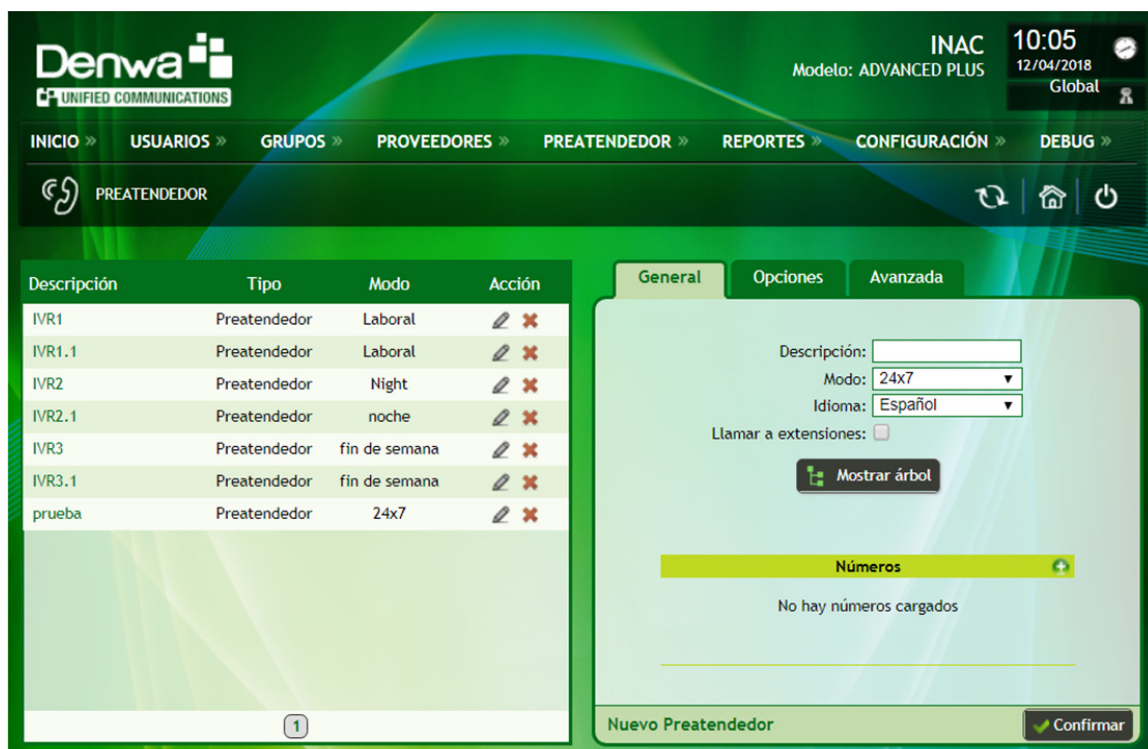 Denwa
UNIFIED COMMUNICATIONS
INAC
Modelo: ADVANCED PLUS
10:05
12/04/2018
Global
INICIO » USUARIOS » GRUPOS » PROVEEDORES » PREATENDEDOR » REPORTES » CONFIGURACIÓN » DEBUG »
PREATENDEDOR
Descripción Tipo Modo Acción
IVR1 Preatendedor Laboral
IVR1.1 Preatendedor Laboral
IVR2 Preatendedor Night
IVR2.1 Preatendedor noche
IVR3 Preatendedor fin de semana
IVR3.1 Preatendedor fin de semana
prueba Preatendedor 24x7
1
General Opciones Avanzada
Descripción:
Modo: 24x7
Idioma: Español
Llamar a extensiones:
Mostrar árbol
Números
No hay números cargados
Nuevo Preatendedor Confirmar